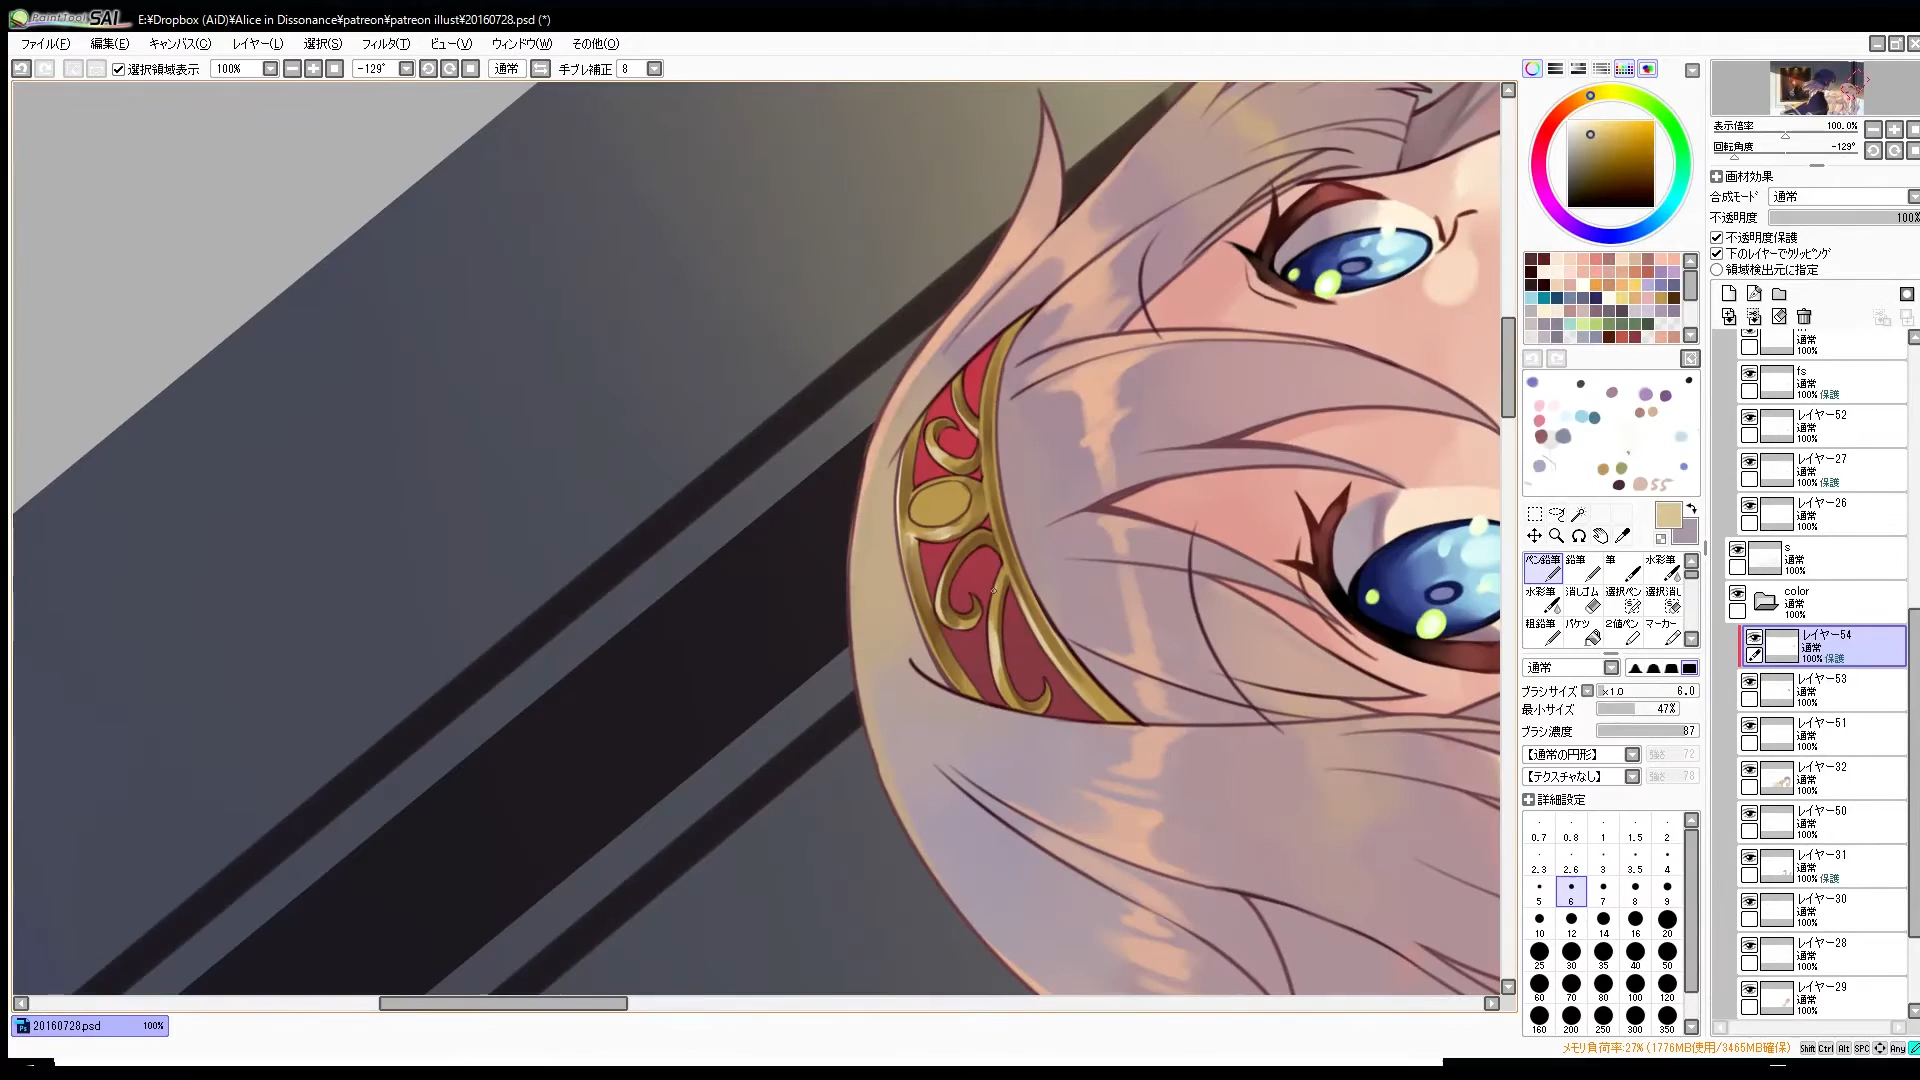 PaintTool SAI E:¥Dropbox (AiD)¥Alice in Dissonance¥patreon¥patreon illust¥20160728.psd (*)
ファイル(F) 編集(E) キャンバス(C) レイヤー(L) 選択(S) フィルタ(T) ビュー(V) ウィンドウ(W) その他(O)
選択領域表示 100% -129° 通常 手ブレ補正 8
表示倍率 100.0%
回転角度 -129°
画材効果
合成モード 通常
不透明度 100%
不透明度保護
下のレイヤーでクリッピング
領域検出元に指定
通常
100%
fs
通常
100% 保護
レイヤー52
通常
100%
レイヤー27
通常
100% 保護
レイヤー26
通常
100%
s
通常
100%
color
通常
100%
レイヤー54
通常
100% 保護
レイヤー53
通常
100%
レイヤー51
通常
100%
レイヤー32
通常
100%
レイヤー50
通常
100%
レイヤー31
通常
100% 保護
レイヤー30
通常
100%
レイヤー28
通常
100%
レイヤー29
通常
100%
ペン鉛筆 鉛筆 筆 水彩筆
水彩筆 消しゴム 選択ペン 選択消し
粗鉛筆 バケツ 2値ペン マーカー
通常
ブラシサイズ x1.0 6.0
最小サイズ 47%
ブラシ濃度 87
【通常の円形】 強さ 72
【テクスチャなし】 強さ 78
詳細設定
0.7 0.8 1 1.5 2
2.3 2.6 3 3.5 4
5 6 7 8 9
10 12 14 16 20
25 30 35 40 50
60 70 80 100 120
160 200 250 300 350
20160728.psd 100%
メモリ負荷率:27% (1776MB使用/3465MB確保) Shift Ctrl Alt SPC Any